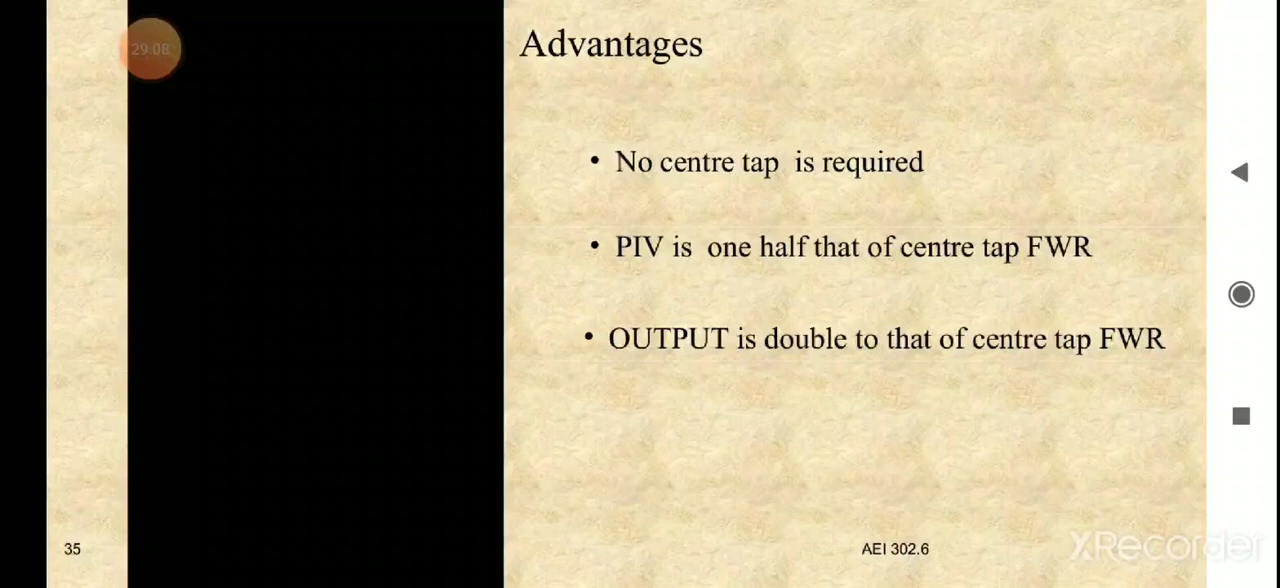 29:08
Advantages
• No centre tap is required
• PIV is one half that of centre tap FWR
• OUTPUT is double to that of centre tap FWR
35
AEI 302.6
XRecorder